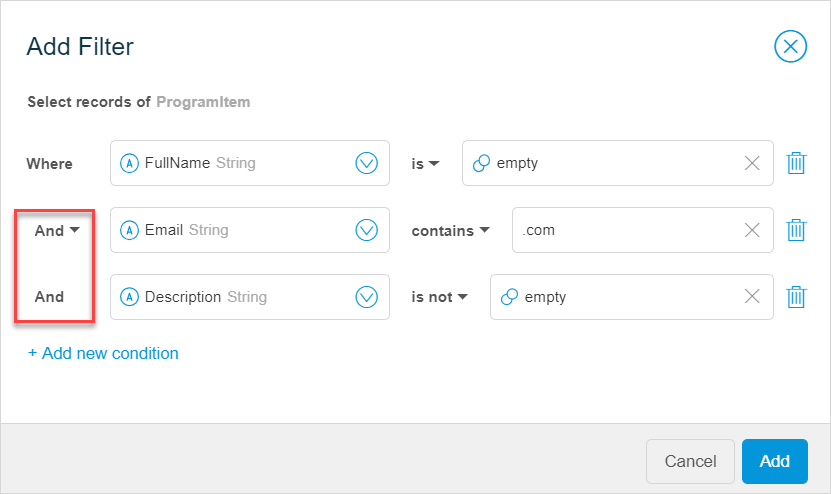 Add Filter
Select records of ProgramItem
Where A FullName String is empty
And A Email String contains .com
And A Description String is not empty
+ Add new condition
Cancel Add